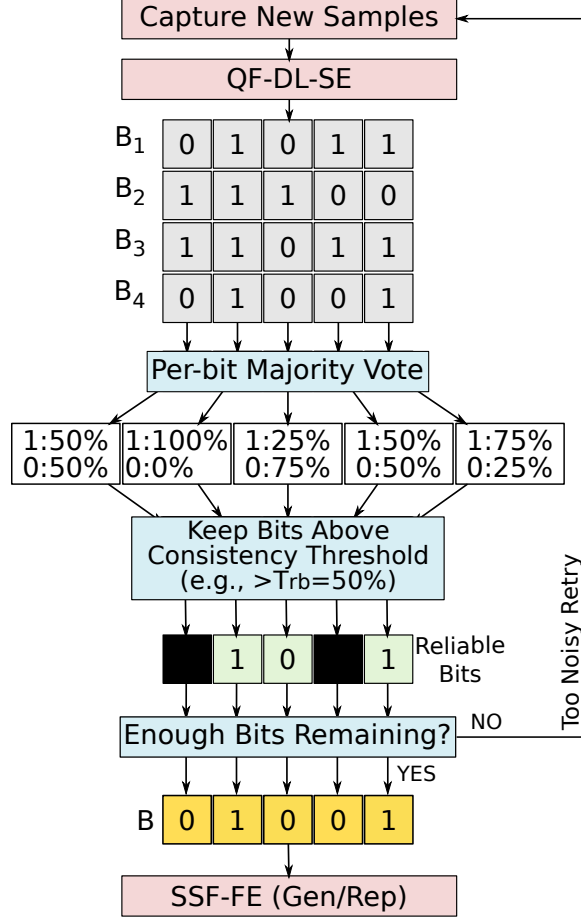 Capture New Samples
QF-DL-SE
B1 0 1 0 1 1
B2 1 1 1 0 0
B3 1 1 0 1 1
B4 0 1 0 0 1
Per-bit Majority Vote
1:50% 1:100% 1:25% 1:50% 1:75%
0:50% 0:0% 0:75% 0:50% 0:25%
Keep Bits Above
Consistency Threshold
(e.g., >Trb=50%)
1 0 1
Reliable
Bits
Too Noisy Retry
Enough Bits Remaining?
NO
YES
B 0 1 0 0 1
SSF-FE (Gen/Rep)